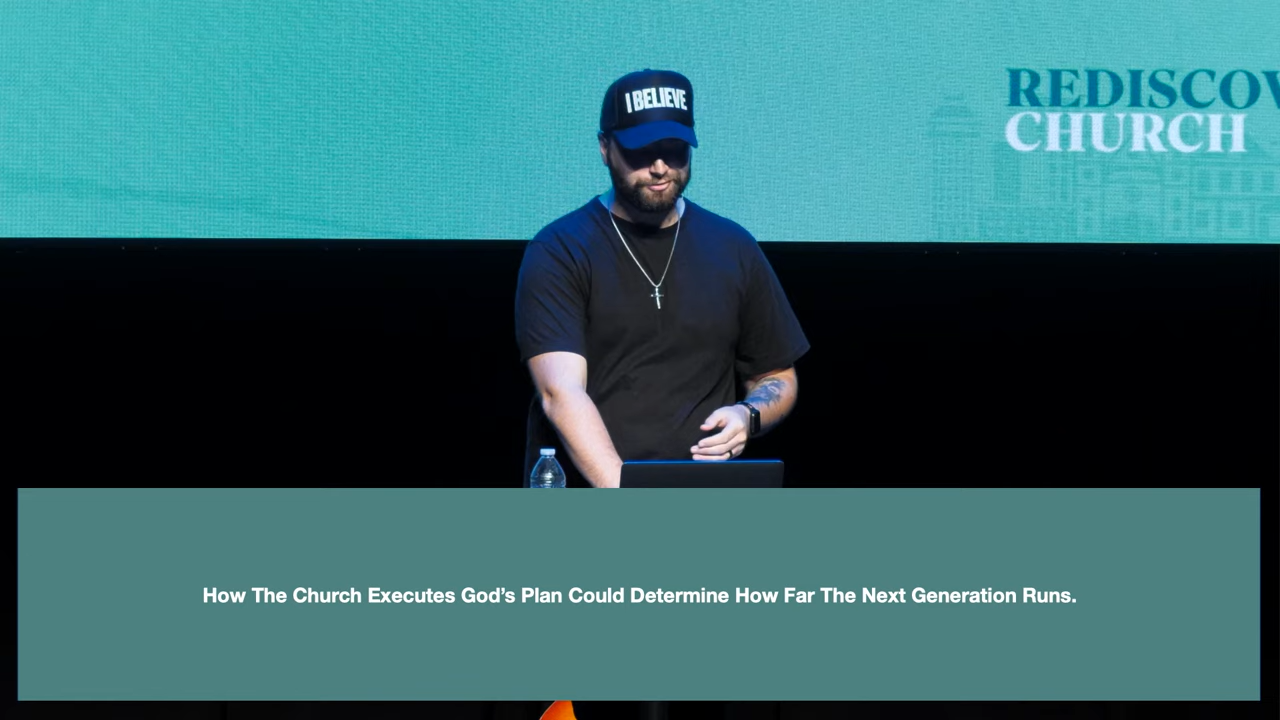 I BELIEVE
REDISCOV
CHURCH
How The Church Executes God’s Plan Could Determine How Far The Next Generation Runs.